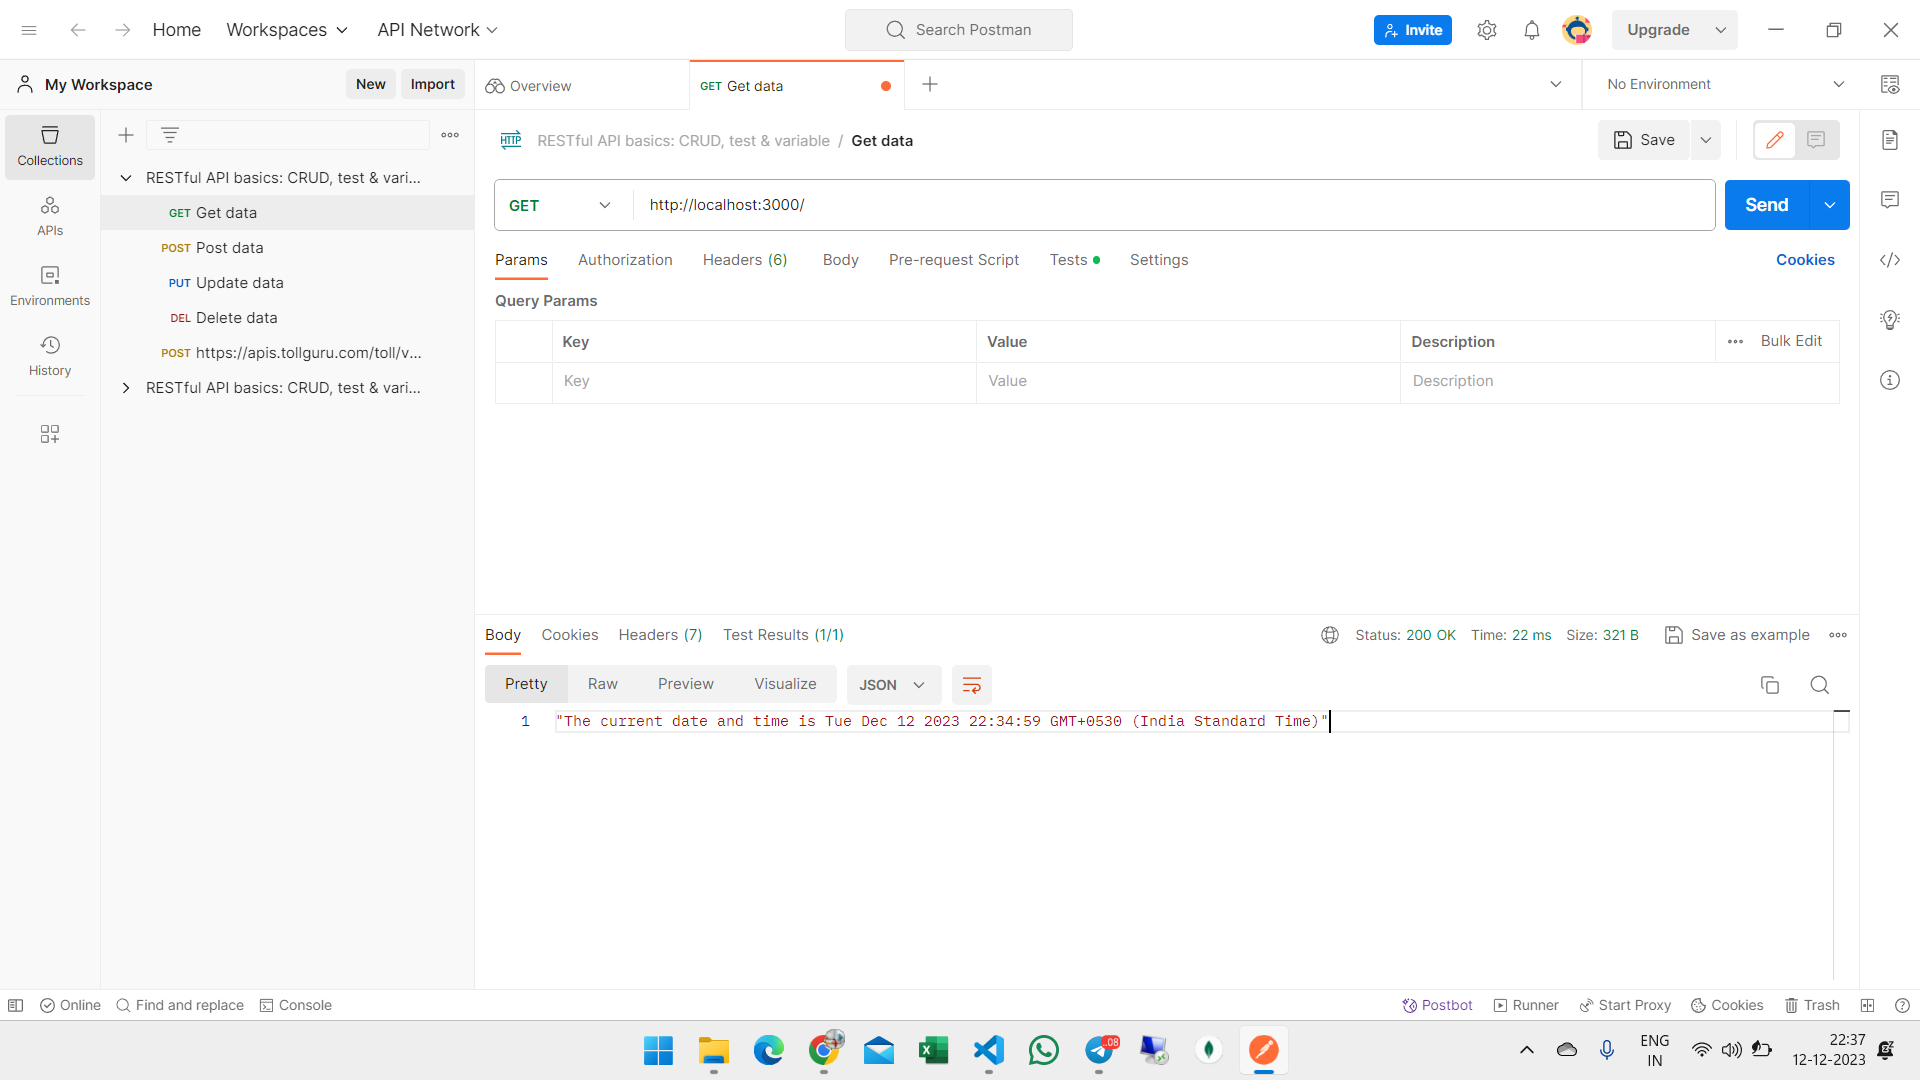 Home
Workspaces
API Network
Search Postman
Invite
Upgrade
My Workspace
New
Import
Overview
GET Get data
No Environment
Collections
APIs
Environments
History
RESTful API basics: CRUD, test & vari...
GET Get data
POST Post data
PUT Update data
DEL Delete data
POST https://apis.tollguru.com/toll/v...
RESTful API basics: CRUD, test & vari...
HTTP RESTful API basics: CRUD, test & variable / Get data
Save
GET
http://localhost:3000/
Send
Params Authorization Headers (6) Body Pre-request Script Tests Settings
Cookies
Query Params
Key Value Description Bulk Edit
Key Value Description
Body Cookies Headers (7) Test Results (1/1)
Status: 200 OK Time: 22 ms Size: 321 B Save as example
Pretty Raw Preview Visualize JSON
1 "The current date and time is Tue Dec 12 2023 22:34:59 GMT+0530 (India Standard Time)"
Online Find and replace Console
Postbot Runner Start Proxy Cookies Trash
.08
ENG
IN
22:37
12-12-2023